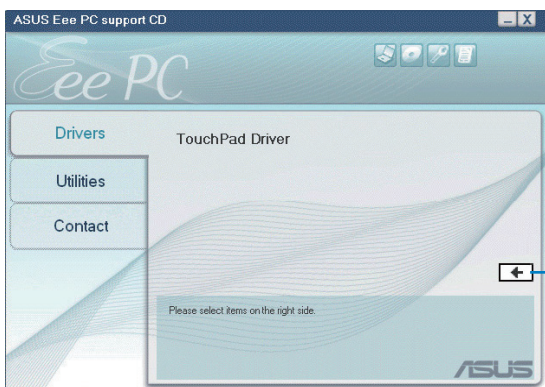 ASUS Eee PC support CD
Eee PC
Drivers
TouchPad Driver
Utilities
Contact
Please select items on the right side.
ASUS